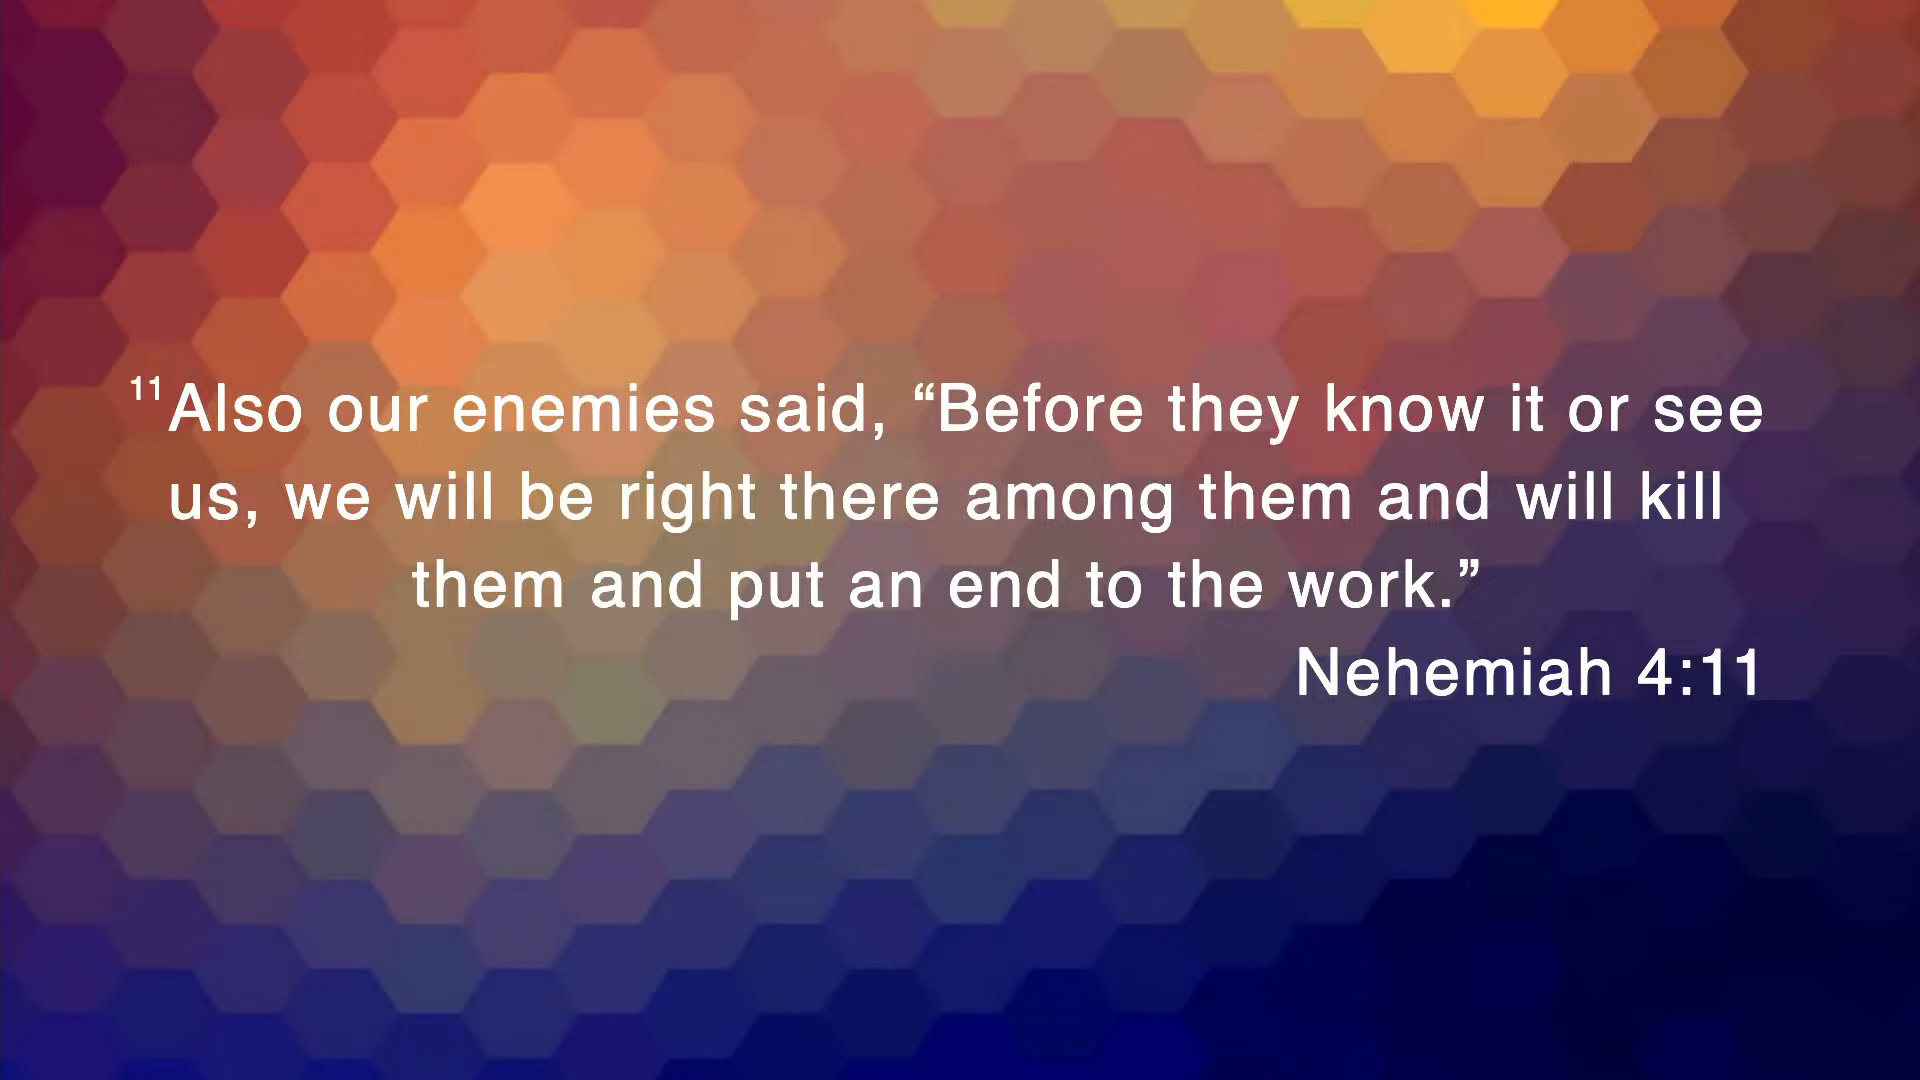 ¹¹Also our enemies said, “Before they know it or see
us, we will be right there among them and will kill
them and put an end to the work.”
Nehemiah 4:11